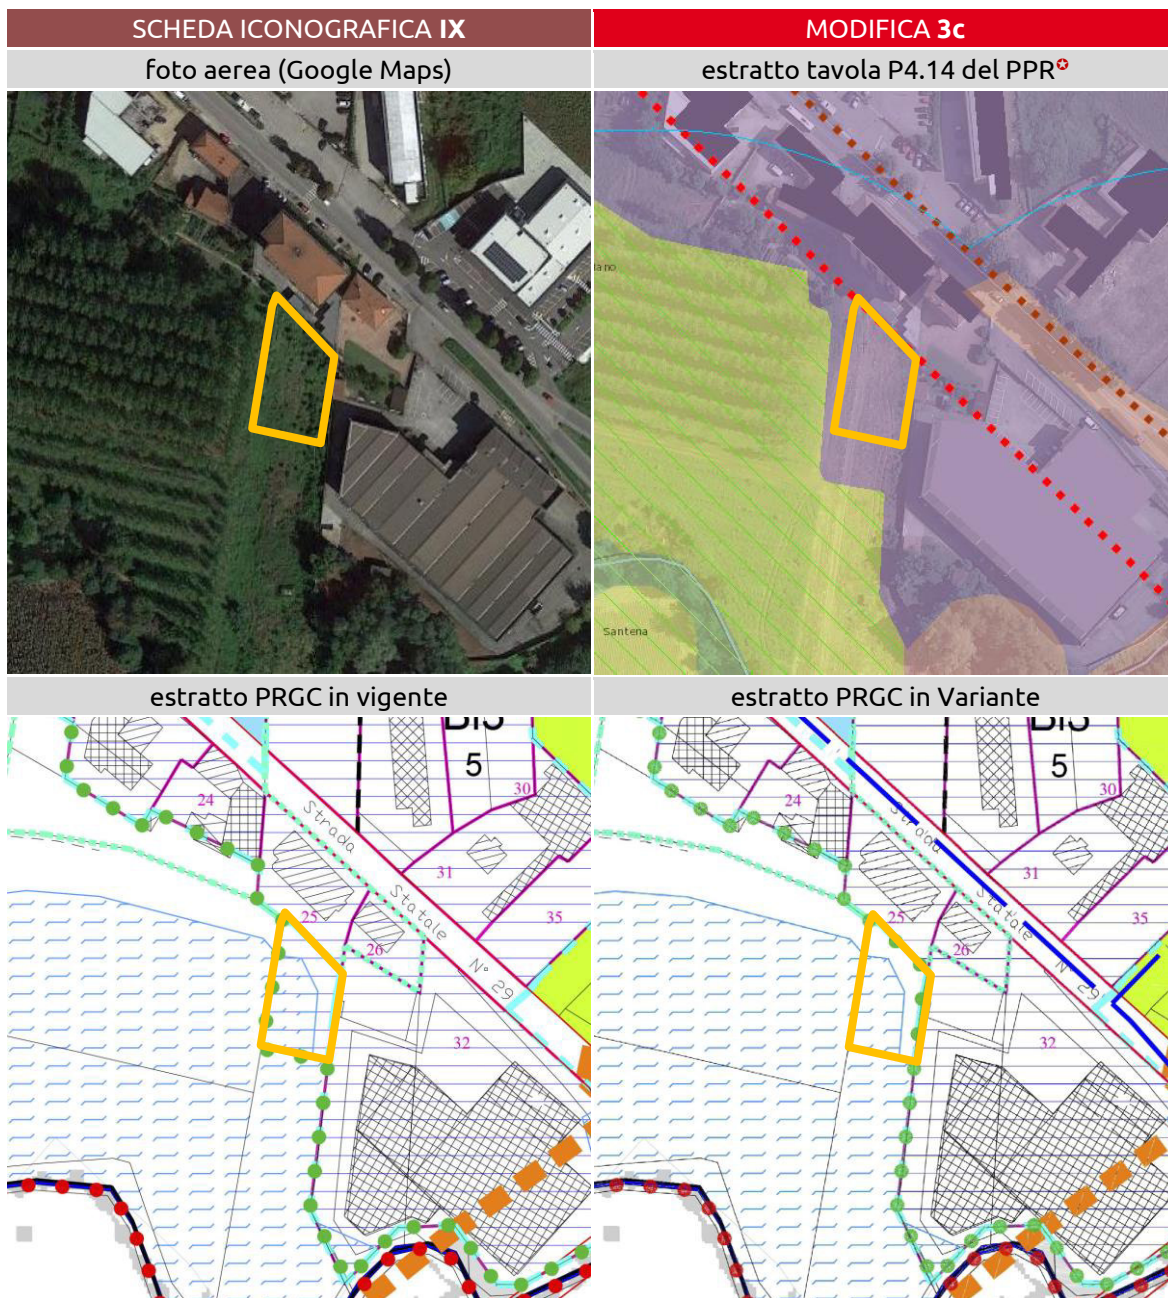 SCHEDA ICONOGRAFICA IX
MODIFICA 3c
foto aerea (Google Maps)
estratto tavola P4.14 del PPR✪
Santena
estratto PRGC in vigente
estratto PRGC in Variante
5
24
30
Strada
31
Statale
25
35
26
N° 29
32
5
24
30
Strada
31
Statale
25
35
26
N° 29
32